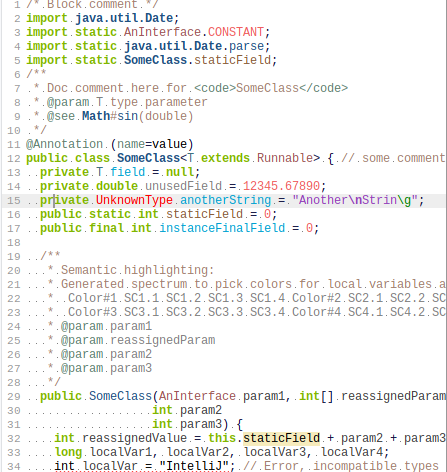 1 /* Block comment */
2 import java.util.Date;
3 import static AnInterface.CONSTANT;
4 import static java.util.Date.parse;
5 import static SomeClass.staticField;
6 /**
7 * Doc comment here for <code>SomeClass</code>
8 * @param T type parameter
9 * @see Math#sin(double)
10 */
11 @Annotation (name=value)
12 public class SomeClass<T extends Runnable> { // some comment
13 private T field = null;
14 private double unusedField = 12345.67890;
15 private UnknownType anotherString = "Another\nStrin\g";
16 public static int staticField = 0;
17 public final int instanceFinalField = 0;
18
19 /**
20 * Semantic highlighting:
21 * Generated spectrum to pick colors for local variables a
22 * Color#1 SC1.1 SC1.2 SC1.3 SC1.4 Color#2 SC2.1 SC2.2 SC
23 * Color#3 SC3.1 SC3.2 SC3.3 SC3.4 Color#4 SC4.1 SC4.2 SC
24 * @param param1
25 * @param reassignedParam
26 * @param param2
27 * @param param3
28 */
29 public SomeClass(AnInterface param1, int[] reassignedParam
30 int param2
31 int param3) {
32 int reassignedValue = this.staticField + param2 + param3
33 long localVar1, localVar2, localVar3, localVar4;
34 int localVar = "IntelliJ"; // Error, incompatible types